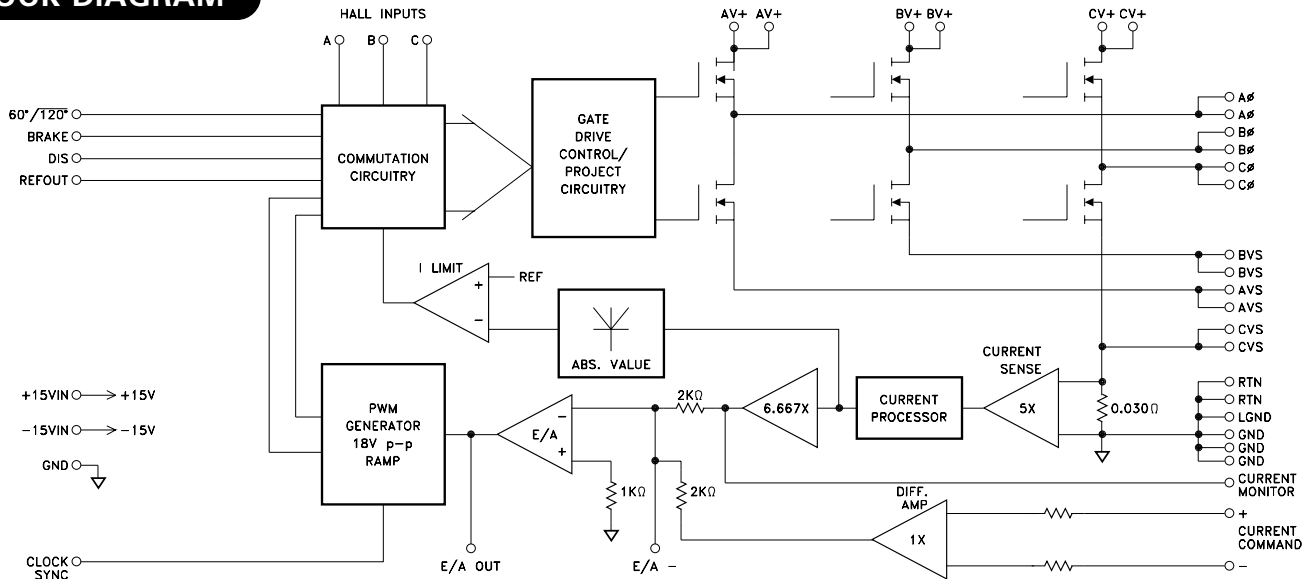 DIAGRAM
HALL INPUTS
A B C
AV+ AV+
BV+ BV+
CV+ CV+
60°/120°
BRAKE
DIS
REFOUT
COMMUTATION
CIRCUITRY
GATE
DRIVE
CONTROL/
PROJECT
CIRCUITRY
AØ
AØ
BØ
BØ
CØ
CØ
BVS
BVS
AVS
AVS
CVS
CVS
I LIMIT
+
−
REF
ABS. VALUE
CURRENT
SENSE
5X
0.030Ω
CURRENT
PROCESSOR
6.667X
2KΩ
+15VIN +15V
−15VIN −15V
GND
PWM
GENERATOR
18V p−p
RAMP
−
E/A
+
1KΩ
2KΩ
RTN
RTN
LGND
GND
GND
GND
CURRENT
MONITOR
DIFF.
AMP
1X
+
CURRENT
COMMAND
−
CLOCK
SYNC
E/A OUT
E/A −